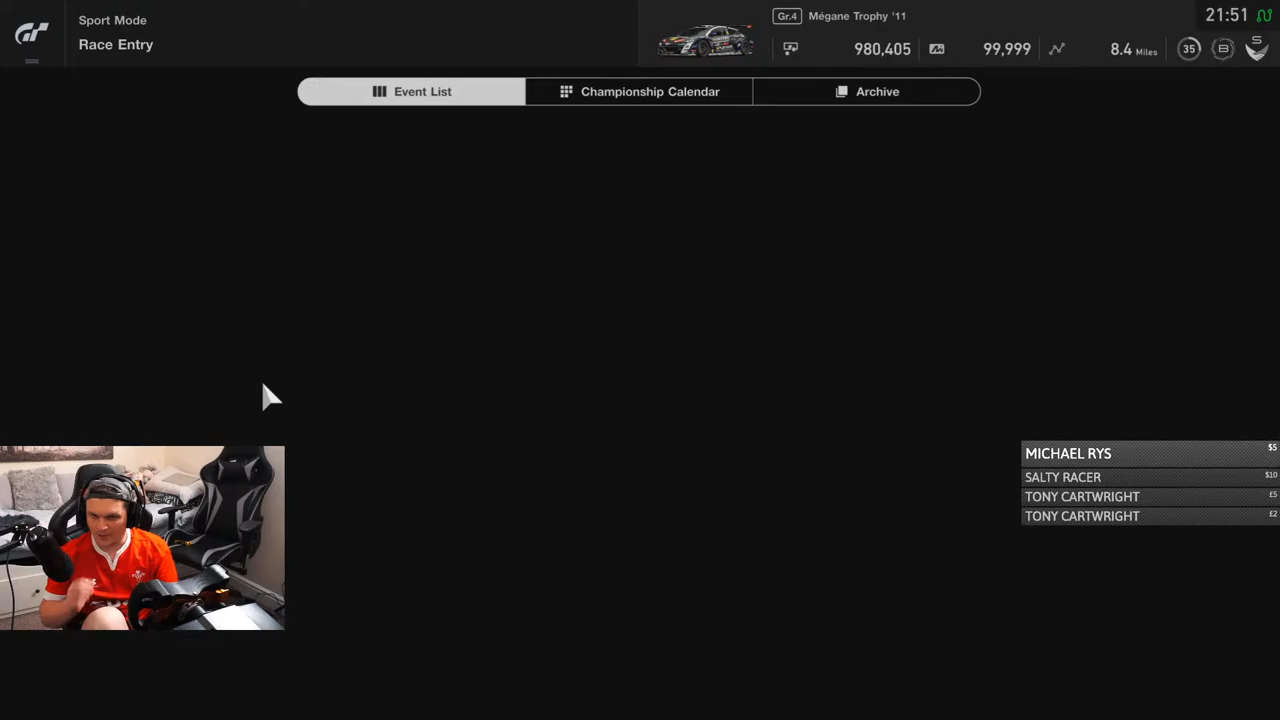 Sport Mode
Race Entry
Gr.4 Mégane Trophy '11
21:51
980,405
99,999
8.4 Miles
35
B
S
Event List
Championship Calendar
Archive
MICHAEL RYS $5
SALTY RACER $10
TONY CARTWRIGHT £5
TONY CARTWRIGHT £2